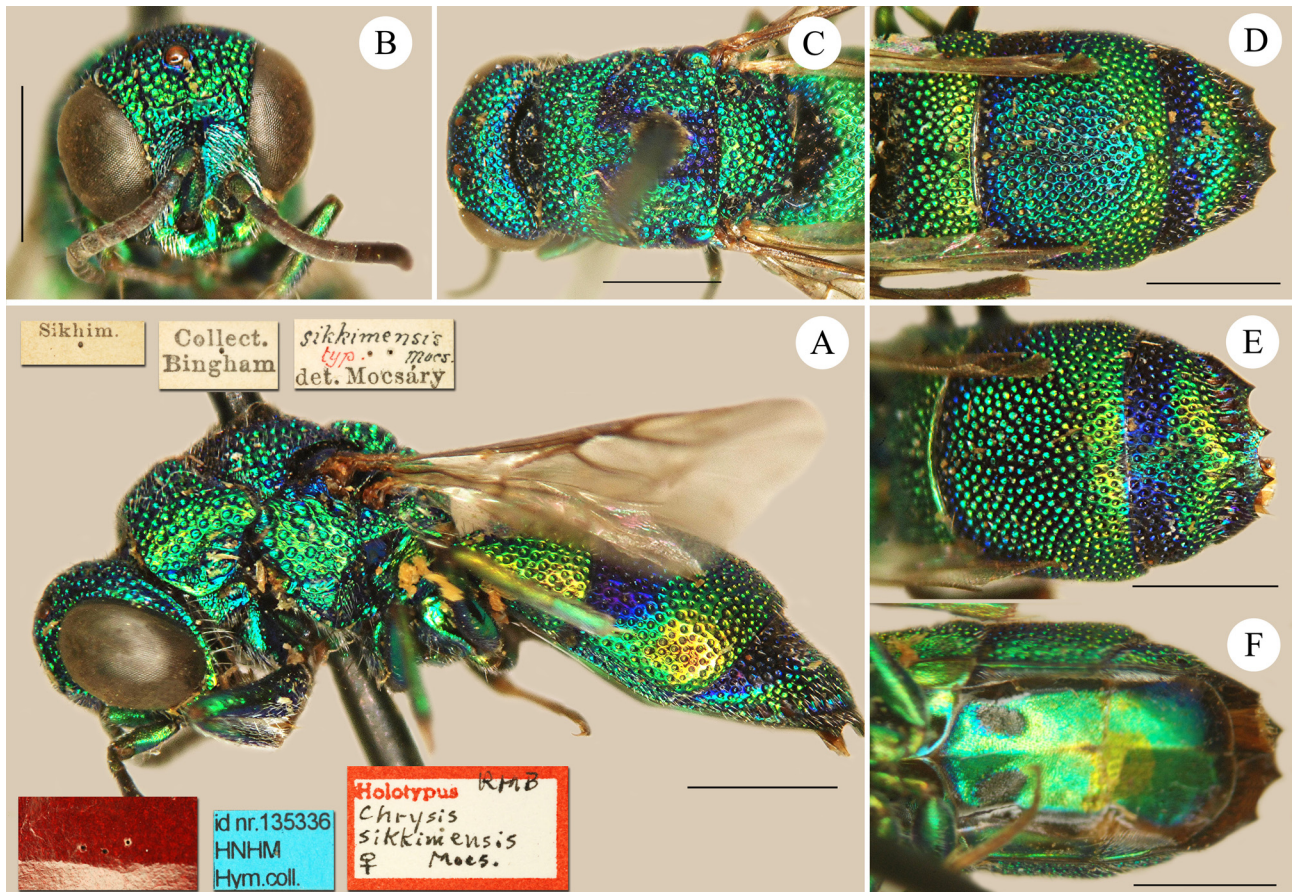 B
C
D
Sikhim.
Collect.
Bingham
sikkimensis
typ. Mocs.
det. Mocsáry
A
E
F
Holotypus RMB
Chrysis
sikkimensis
♀ Mocs.
id nr.135336
HNHM
Hym.coll.